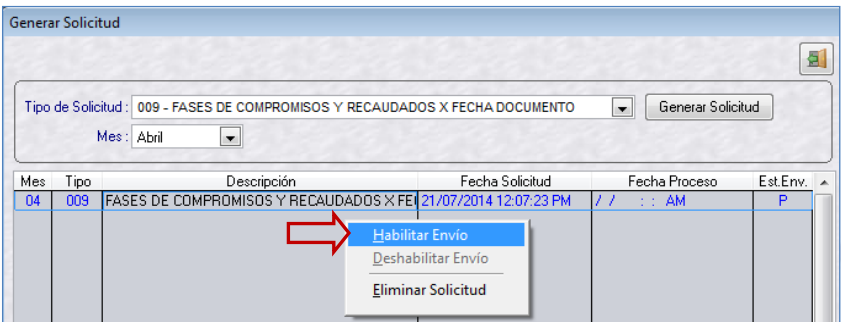 Generar Solicitud
Tipo de Solicitud : 009 - FASES DE COMPROMISOS Y RECAUDADOS X FECHA DOCUMENTO Generar Solicitud
Mes : Abril
Mes Tipo Descripción Fecha Solicitud Fecha Proceso Est.Env.
04 009 FASES DE COMPROMISOS Y RECAUDADOS X FE 21/07/2014 12:07:23 PM / / : : AM P
Habilitar Envío
Deshabilitar Envío
Eliminar Solicitud